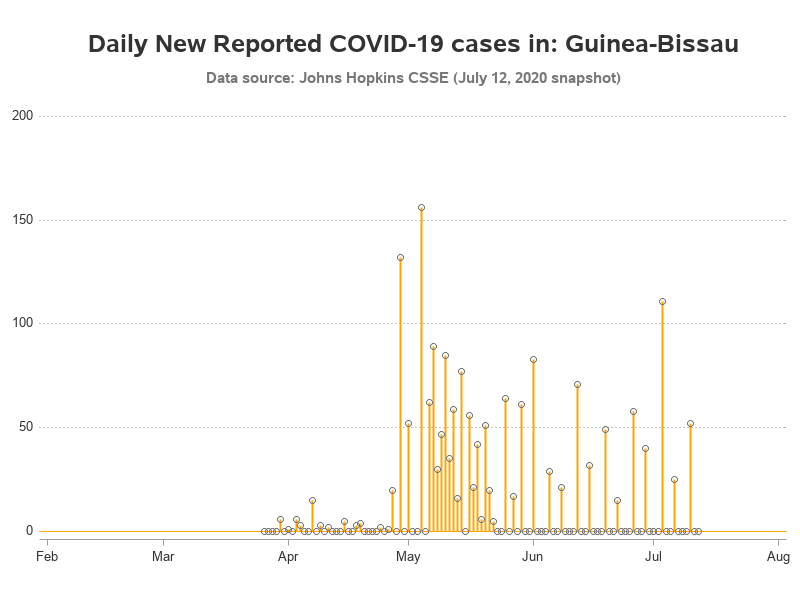 Daily New Reported COVID-19 cases in: Guinea-Bissau
Data source: Johns Hopkins CSSE (July 12, 2020 snapshot)
200
150
100
50
0
Feb Mar Apr May Jun Jul Aug